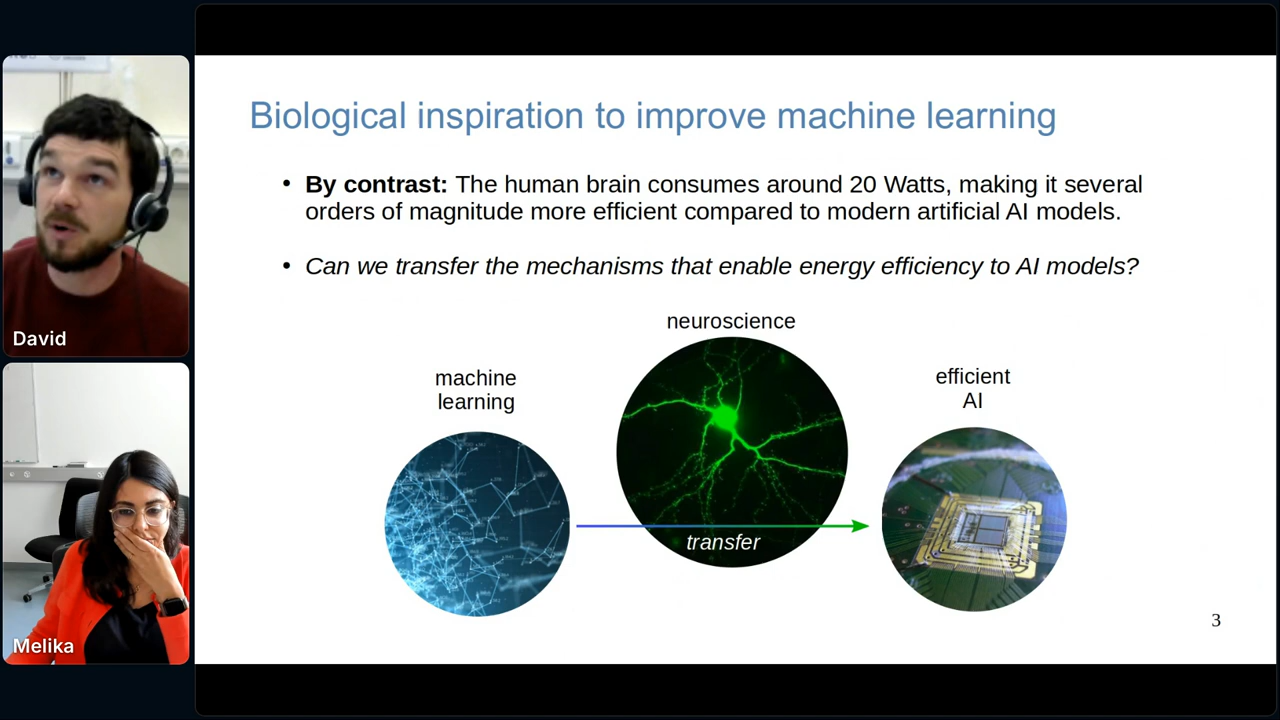 Biological inspiration to improve machine learning
• By contrast: The human brain consumes around 20 Watts, making it several
orders of magnitude more efficient compared to modern artificial AI models.
• Can we transfer the mechanisms that enable energy efficiency to AI models?
neuroscience
machine
learning
efficient
AI
transfer
3
David
Melika